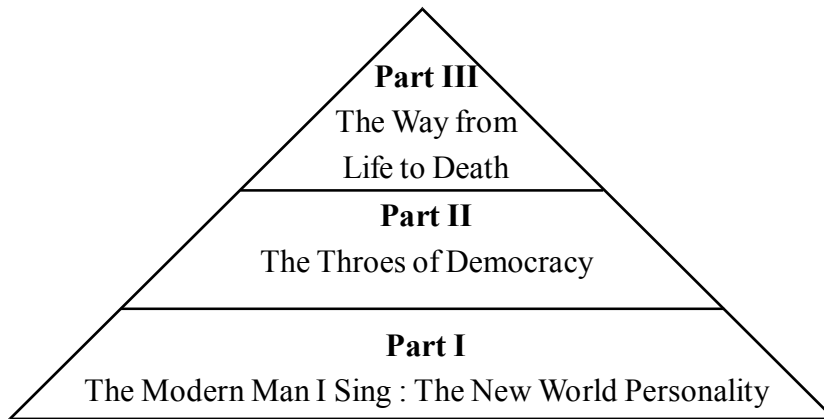 Part III
The Way from
Life to Death
Part II
The Throes of Democracy
Part I
The Modern Man I Sing : The New World Personality